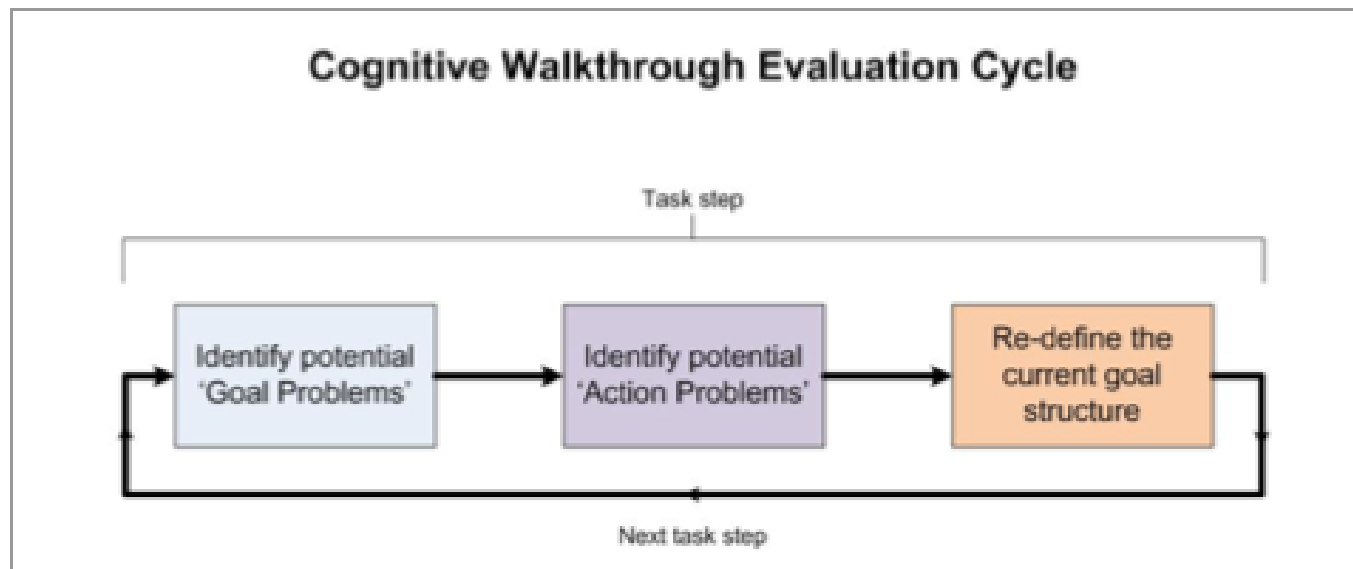 Cognitive Walkthrough Evaluation Cycle
Task step
Identify potential
‘Goal Problems’
Identify potential
‘Action Problems’
Re-define the
current goal
structure
Next task step